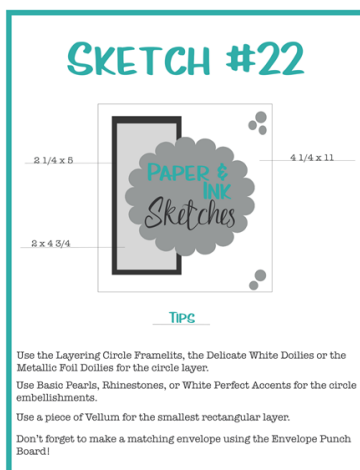 SKETCH #22
2 1/4 x 5
4 1/4 x 11
PAPER &
INK
Sketches
2 x 4 3/4
TIPS
Use the Layering Circle Framelits, the Delicate White Doilies or the
Metallic Foil Doilies for the circle layer.
Use Basic Pearls, Rhinestones, or White Perfect Accents for the circle
embellishments.
Use a piece of Vellum for the smallest rectangular layer.
Don't forget to make a matching envelope using the Envelope Punch
Board!